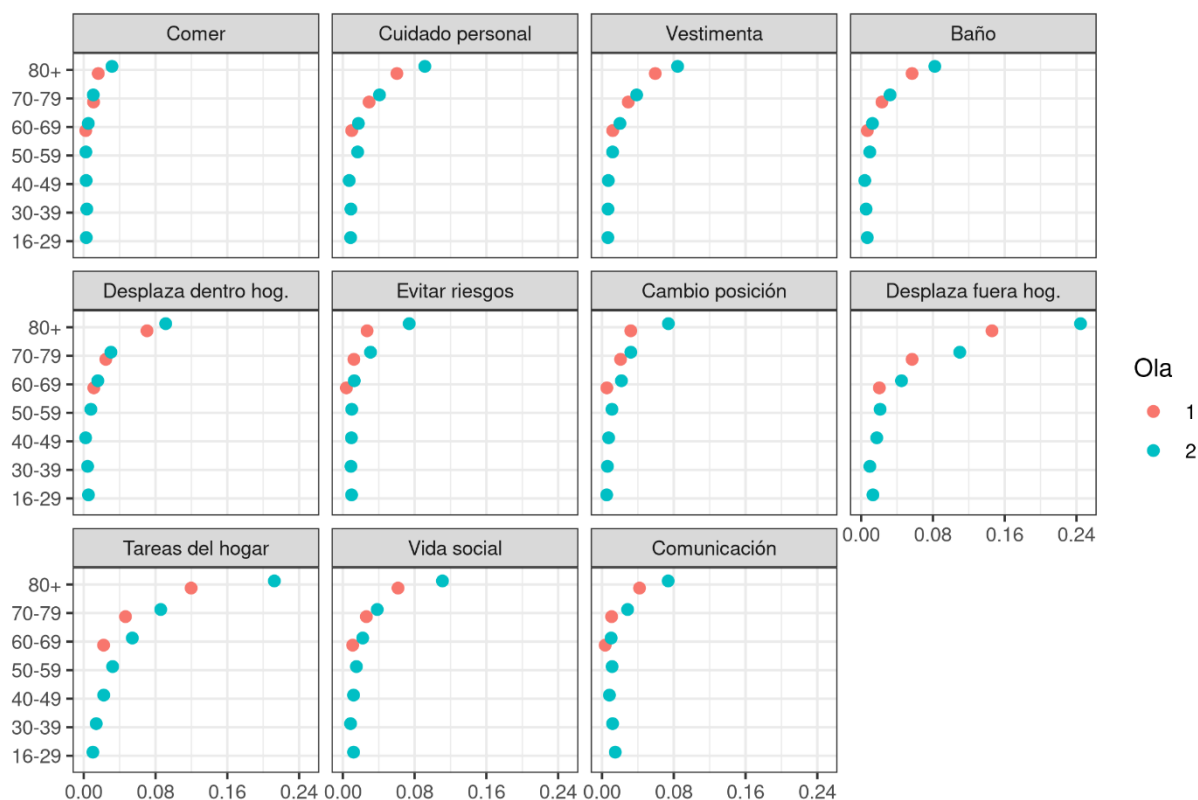 Comer
Cuidado personal
Vestimenta
Baño
80+
70-79
60-69
50-59
40-49
30-39
16-29
Desplaza dentro hog.
Evitar riesgos
Cambio posición
Desplaza fuera hog.
80+
70-79
60-69
50-59
40-49
30-39
16-29
0.00 0.08 0.16 0.24
Ola
1
2
Tareas del hogar
Vida social
Comunicación
80+
70-79
60-69
50-59
40-49
30-39
16-29
0.00 0.08 0.16 0.24
0.00 0.08 0.16 0.24
0.00 0.08 0.16 0.24